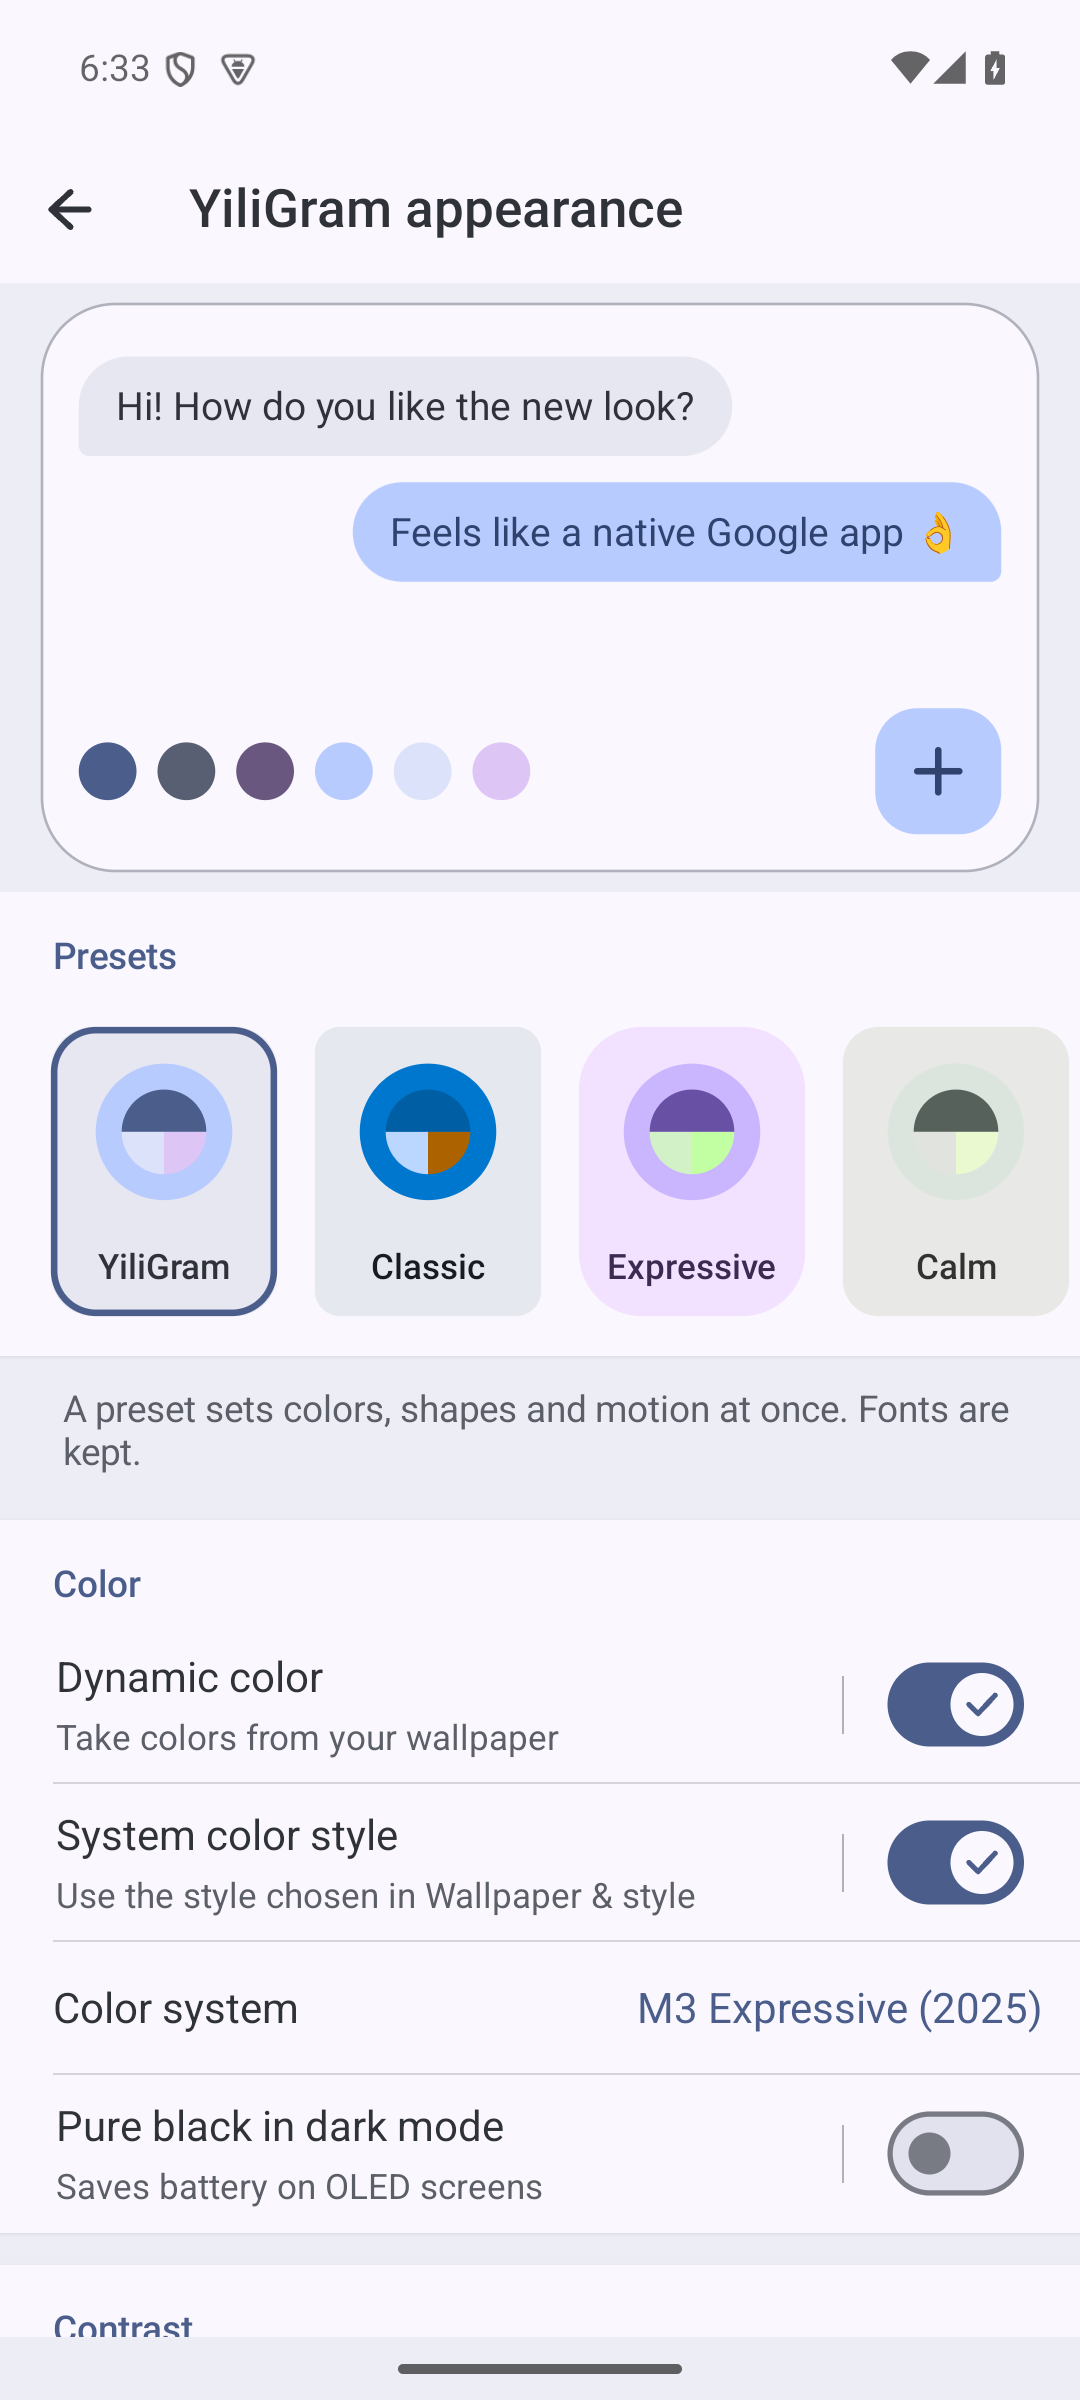 6:33
YiliGram appearance
Hi! How do you like the new look?
Feels like a native Google app 👌
Presets
YiliGram
Classic
Expressive
Calm
A preset sets colors, shapes and motion at once. Fonts are
kept.
Color
Dynamic color
Take colors from your wallpaper
System color style
Use the style chosen in Wallpaper & style
Color system
M3 Expressive (2025)
Pure black in dark mode
Saves battery on OLED screens
Contrast